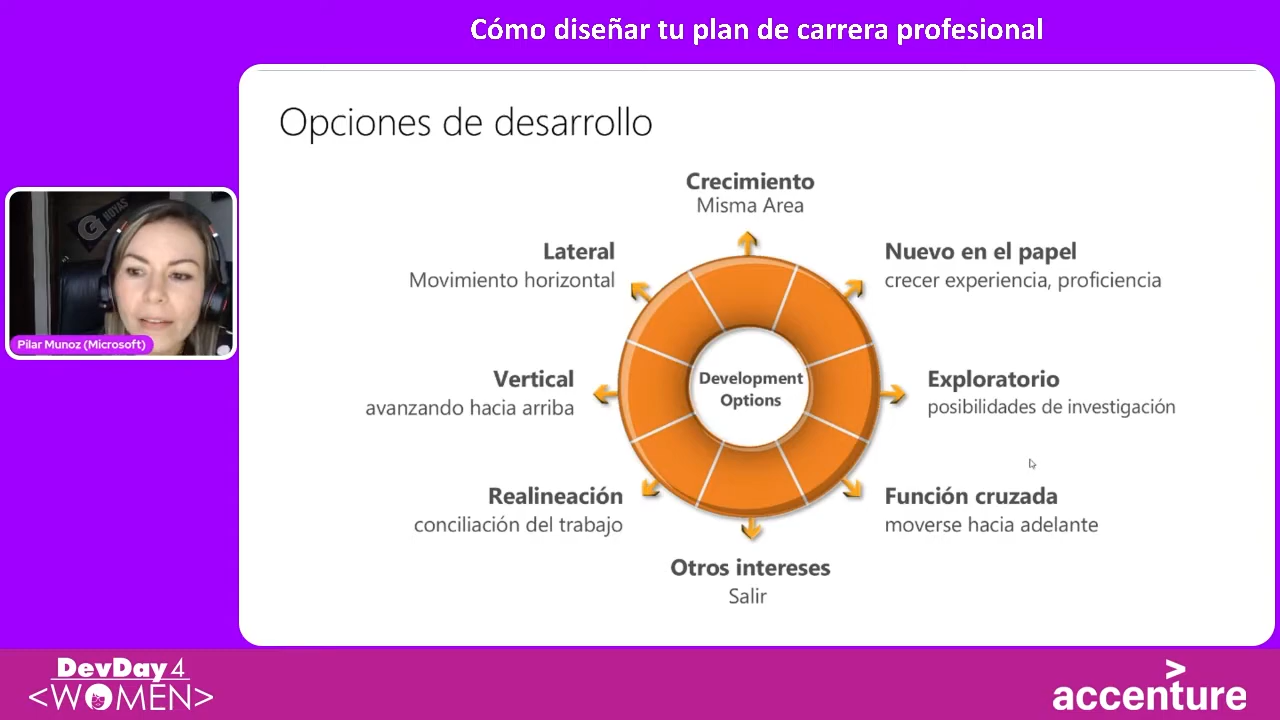 Cómo diseñar tu plan de carrera profesional
Opciones de desarrollo
Crecimiento
Misma Area
Lateral
Movimiento horizontal
Nuevo en el papel
crecer experiencia, proficiencia
Vertical
avanzando hacia arriba
Development
Options
Exploratorio
posibilidades de investigación
Realineación
conciliación del trabajo
Función cruzada
moverse hacia adelante
Otros intereses
Salir
HOYAS
Pilar Munoz (Microsoft)
DevDay4
<WOMEN>
accenture